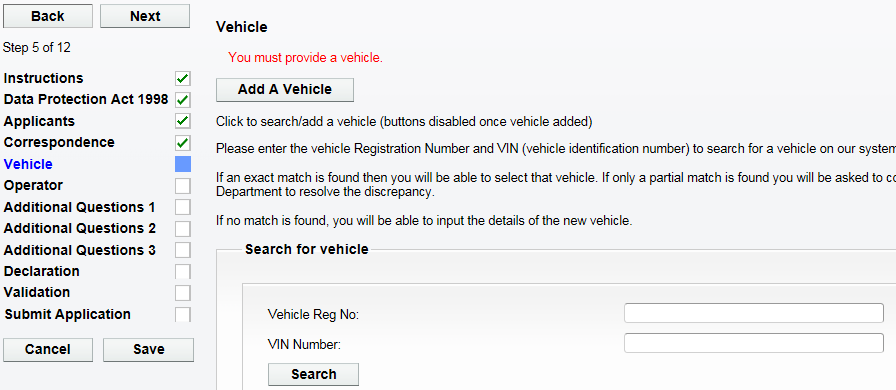 Back
Next
Step 5 of 12
Instructions
Data Protection Act 1998
Applicants
Correspondence
Vehicle
Operator
Additional Questions 1
Additional Questions 2
Additional Questions 3
Declaration
Validation
Submit Application
Cancel
Save
Vehicle
You must provide a vehicle.
Add A Vehicle
Click to search/add a vehicle (buttons disabled once vehicle added)
Please enter the vehicle Registration Number and VIN (vehicle identification number) to search for a vehicle on our system
If an exact match is found then you will be able to select that vehicle. If only a partial match is found you will be asked to co
Department to resolve the discrepancy.
If no match is found, you will be able to input the details of the new vehicle.
Search for vehicle
Vehicle Reg No:
VIN Number:
Search